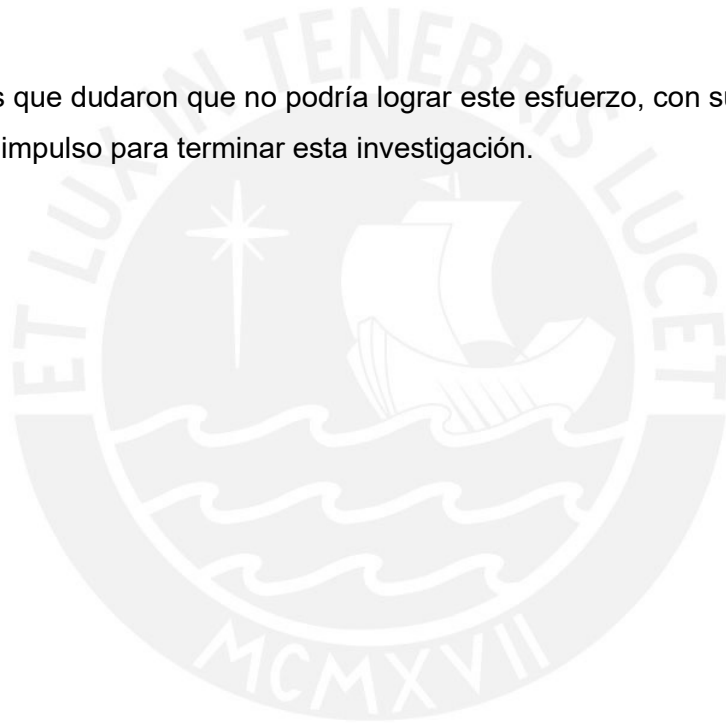 s que dudaron que no podría lograr este esfuerzo, con su
impulso para terminar esta investigación.
ET LUX IN TENEBRIS LUCET
MCMXVII